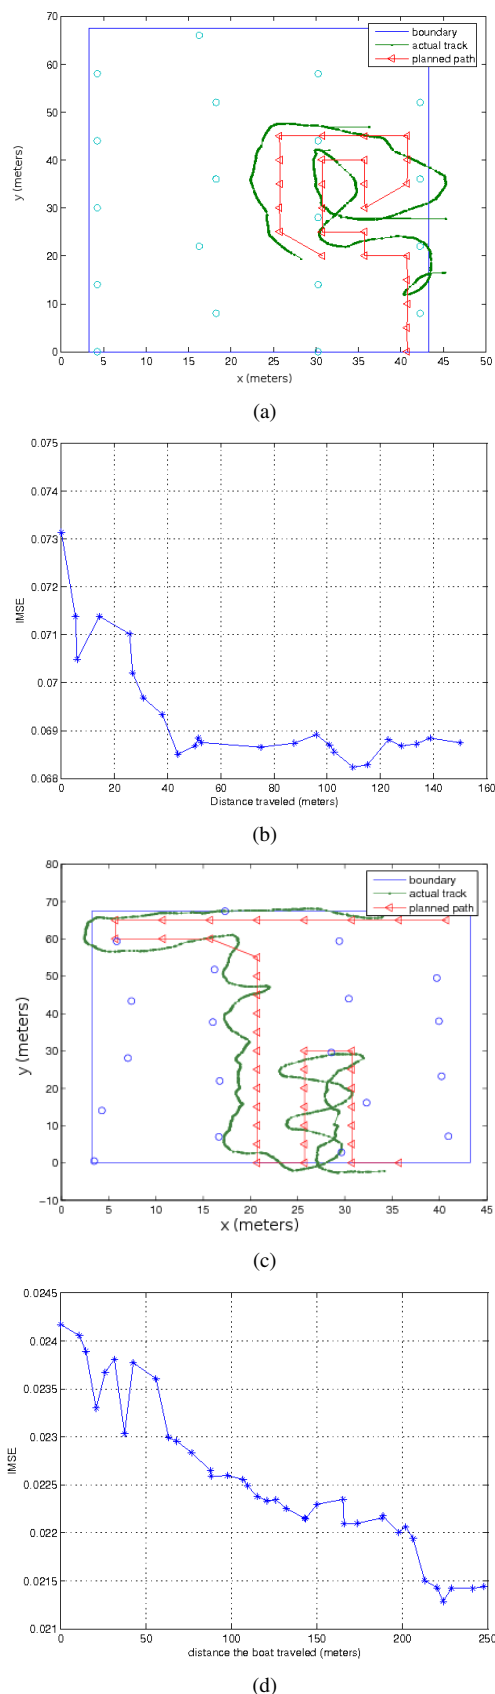 70
60
50
40
30
20
10
0
y (meters)
boundary
actual track
planned path
0 5 10 15 20 25 30 35 40 45 50
x (meters)
(a)
0.075
0.074
0.073
0.072
0.071
0.07
0.069
0.068
IMSE
0 20 40 60 80 100 120 140 160
Distance traveled (meters)
(b)
80
70
60
50
40
30
20
10
0
−10
y (meters)
boundary
actual track
planned path
0 5 10 15 20 25 30 35 40 45
x (meters)
(c)
0.0245
0.024
0.0235
0.023
0.0225
0.022
0.0215
0.021
IMSE
0 50 100 150 200 250
distance the boat traveled (meters)
(d)